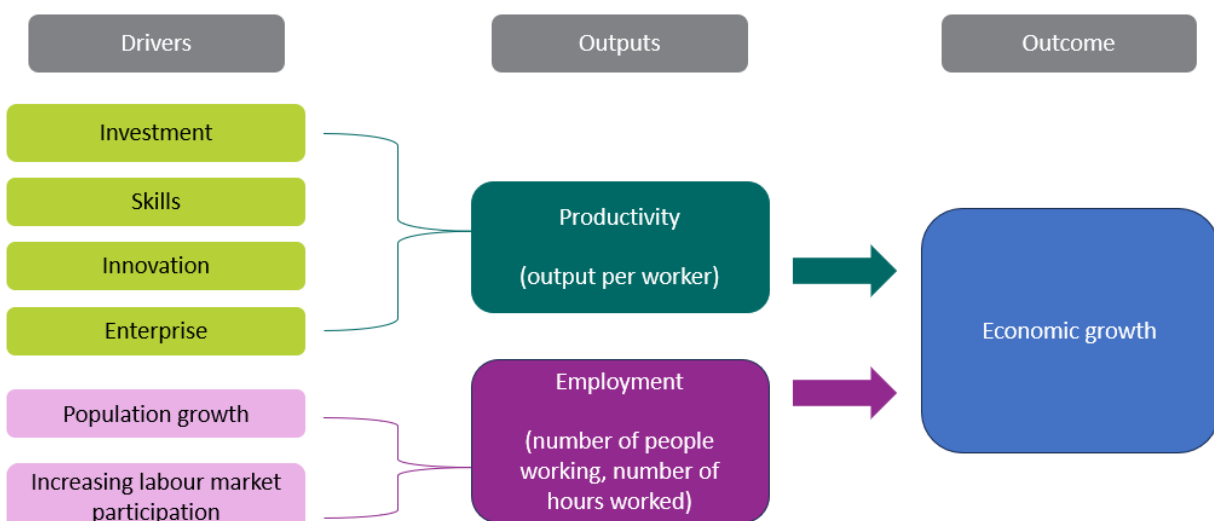 Drivers
Outputs
Outcome
Investment
Skills
Innovation
Enterprise
Population growth
Increasing labour market
participation
Productivity
(output per worker)
Employment
(number of people
working, number of
hours worked)
Economic growth